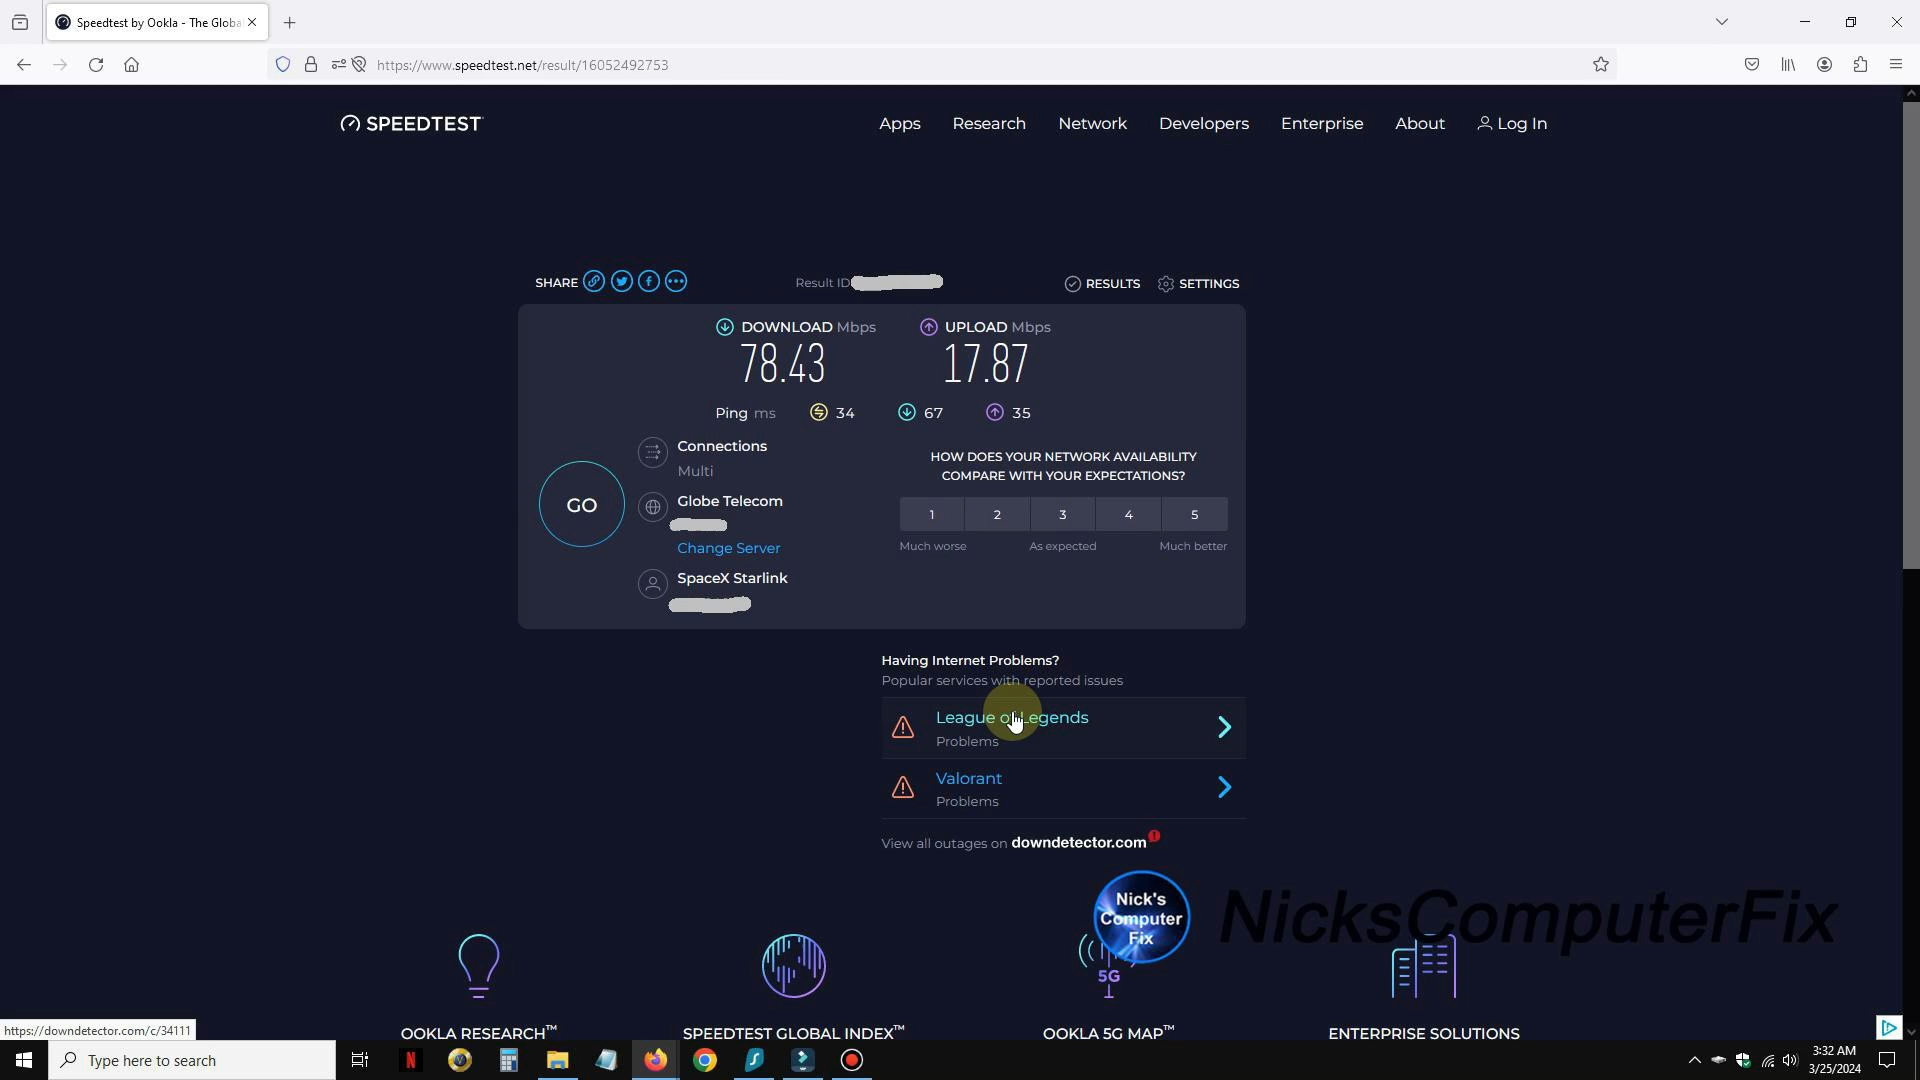 Speedtest by Ookla - The Globa
https://www.speedtest.net/result/16052492753
SPEEDTEST
Apps
Research
Network
Developers
Enterprise
About
Log In
SHARE
Result ID
RESULTS
SETTINGS
DOWNLOAD Mbps
78.43
UPLOAD Mbps
17.87
Ping ms
34
67
35
GO
Connections
Multi
Globe Telecom
Change Server
SpaceX Starlink
HOW DOES YOUR NETWORK AVAILABILITY
COMPARE WITH YOUR EXPECTATIONS?
1
2
3
4
5
Much worse
As expected
Much better
Having Internet Problems?
Popular services with reported issues
League of Legends
Problems
Valorant
Problems
View all outages on downdetector.com
Nick's
Computer
Fix
NicksComputerFix
5G
OOKLA RESEARCH™
SPEEDTEST GLOBAL INDEX™
OOKLA 5G MAP™
ENTERPRISE SOLUTIONS
https://downdetector.com/c/34111
Type here to search
3:32 AM
3/25/2024